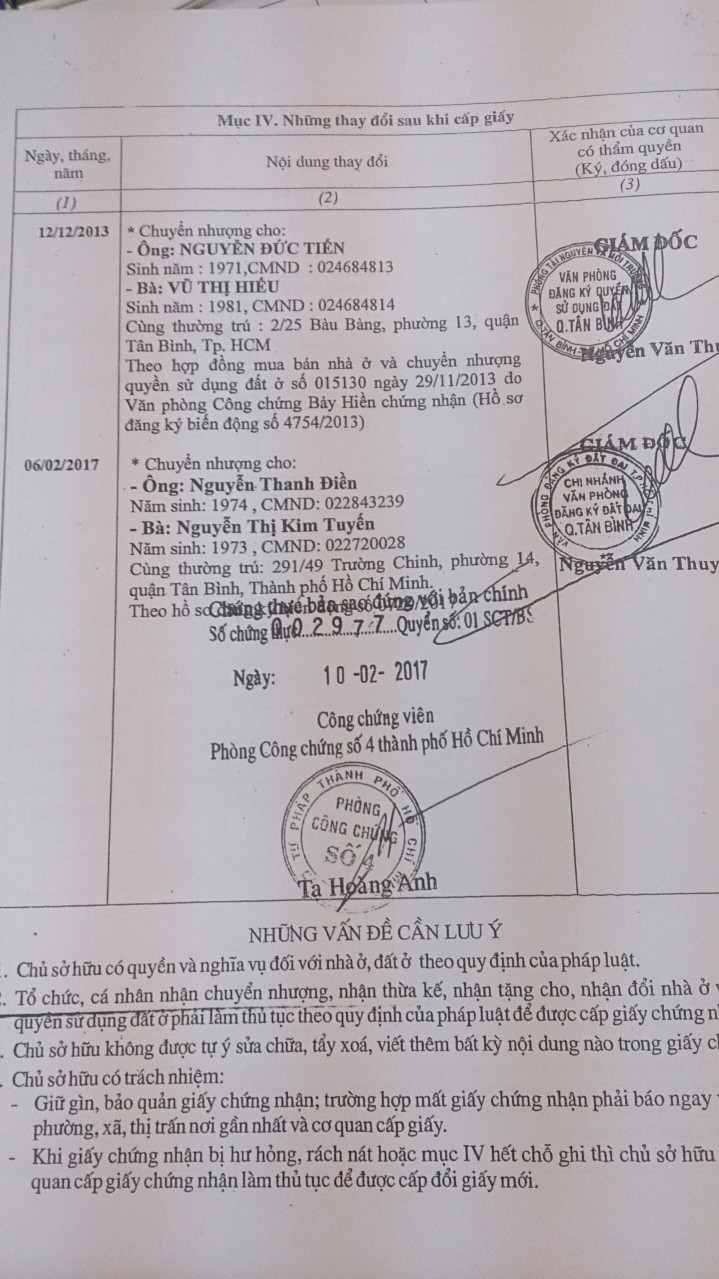 Mục IV. Những thay đổi sau khi cấp giấy
Ngày, tháng, năm
Nội dung thay đổi
Xác nhận của cơ quan
có thẩm quyền
(Ký, đóng dấu)
(1)
(2)
(3)
12/12/2013
* Chuyển nhượng cho:
- Ông: NGUYỄN ĐỨC TIẾN
Sinh năm : 1971,CMND : 024684813
- Bà: VŨ THỊ HIẾU
Sinh năm : 1981, CMND : 024684814
Cùng thường trú : 2/25 Bàu Bàng, phường 13, quận
Tân Bình, Tp. HCM
Theo hợp đồng mua bán nhà ở và chuyển nhượng
quyền sử dụng đất ở số 015130 ngày 29/11/2013 do
Văn phòng Công chứng Bảy Hiền chứng nhận (Hồ sơ
đăng ký biến động số 4754/2013)
GIÁM ĐỐC
PHÒNG TÀI NGUYÊN VÀ MÔI TRƯỜNG
VĂN PHÒNG
ĐĂNG KÝ QUYỀN
SỬ DỤNG ĐẤT
Q.TÂN BÌNH
Nguyễn Văn Thu
06/02/2017
* Chuyển nhượng cho:
- Ông: Nguyễn Thanh Điền
Năm sinh: 1974 , CMND: 022843239
- Bà: Nguyễn Thị Kim Tuyến
Năm sinh: 1973 , CMND: 022720028
Cùng thường trú: 291/49 Trường Chinh, phường 14,
quận Tân Bình, Thành phố Hồ Chí Minh.
Theo hồ sơ
GIÁM ĐỐC
VĂN PHÒNG ĐĂNG KÝ ĐẤT ĐAI
CHI NHÁNH
VĂN PHÒNG
ĐĂNG KÝ ĐẤT ĐAI
Q.TÂN BÌNH
Nguyễn Văn Thuy
Chứng thực bản sao đúng với bản chính
Số chứng thực 002977 Quyển số: 01 SCT/BS
Ngày: 10 -02- 2017
Công chứng viên
Phòng Công chứng số 4 thành phố Hồ Chí Minh
TƯ PHÁP THÀNH PHỐ HỒ CHÍ
PHÒNG
CÔNG CHỨNG
SỐ 4
Tạ Hoàng Anh
NHỮNG VẤN ĐỀ CẦN LƯU Ý
. Chủ sở hữu có quyền và nghĩa vụ đối với nhà ở, đất ở theo quy định của pháp luật.
. Tổ chức, cá nhân nhận chuyển nhượng, nhận thừa kế, nhận tặng cho, nhận đổi nhà ở
quyền sử dụng đất ở phải làm thủ tục theo quy định của pháp luật để được cấp giấy chứng n
. Chủ sở hữu không được tự ý sửa chữa, tẩy xoá, viết thêm bất kỳ nội dung nào trong giấy c
. Chủ sở hữu có trách nhiệm:
- Giữ gìn, bảo quản giấy chứng nhận; trường hợp mất giấy chứng nhận phải báo ngay
phường, xã, thị trấn nơi gần nhất và cơ quan cấp giấy.
- Khi giấy chứng nhận bị hư hỏng, rách nát hoặc mục IV hết chỗ ghi thì chủ sở hữu
quan cấp giấy chứng nhận làm thủ tục để được cấp đổi giấy mới.